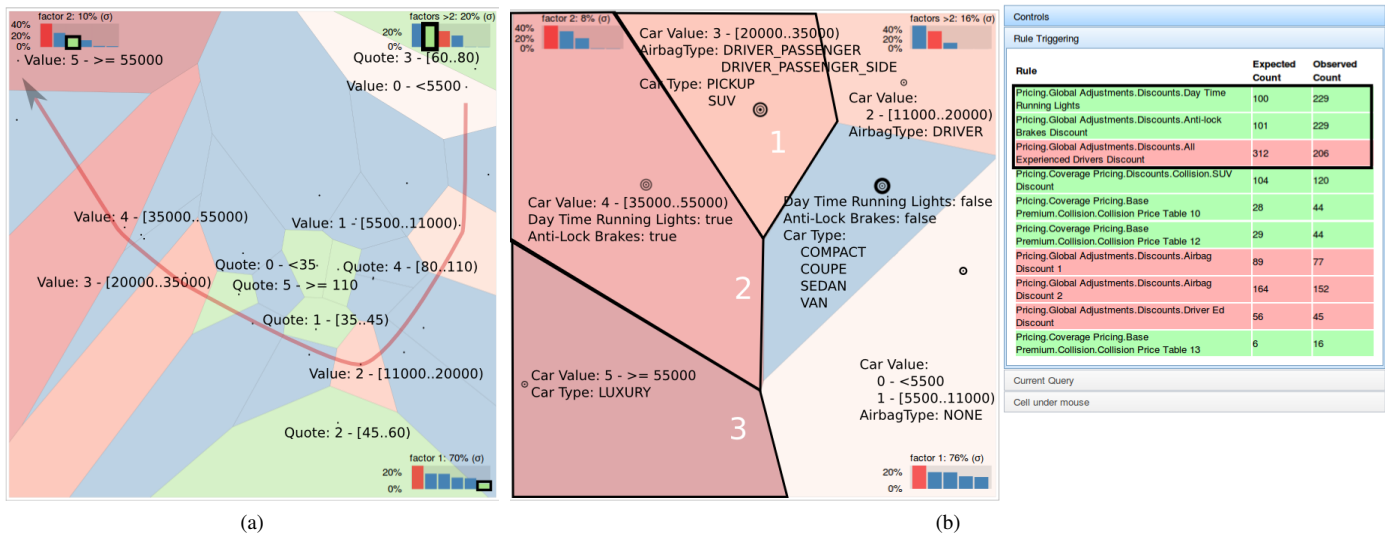 factor 2: 10% (σ)
40%
20%
0%
Value: 5 - >= 55000
factors >2: 20% (σ)
20%
0%
Quote: 3 - [60..80)
Value: 0 - <5500
Value: 4 - [35000..55000)
Value: 1 - [5500..11000)
Quote: 0 - <35
Quote: 4 - [80..110)
Value: 3 - [20000..35000)
Quote: 5 - >= 110
Quote: 1 - [35..45)
Value: 2 - [11000..20000)
Quote: 2 - [45..60)
factor 1: 70% (σ)
20%
0%
(a)
factor 2: 8% (σ)
40%
20%
0%
Car Value: 3 - [20000..35000)
AirbagType: DRIVER_PASSENGER
DRIVER_PASSENGER_SIDE
Car Type: PICKUP
SUV
1
factors >2: 16% (σ)
40%
20%
0%
Car Value:
2 - [11000..20000)
AirbagType: DRIVER
Car Value: 4 - [35000..55000)
Day Time Running Lights: true
Anti-Lock Brakes: true
2
Day Time Running Lights: false
Anti-Lock Brakes: false
Car Type:
COMPACT
COUPE
SEDAN
VAN
Car Value: 5 - >= 55000
Car Type: LUXURY
3
Car Value:
0 - <5500
1 - [5500..11000)
AirbagType: NONE
factor 1: 76% (σ)
20%
0%
(b)
Controls
Rule Triggering
Rule Expected Count Observed Count
Pricing.Global Adjustments.Discounts.Day Time
Running Lights 100 229
Pricing.Global Adjustments.Discounts.Anti-lock
Brakes Discount 101 229
Pricing.Global Adjustments.Discounts.All
Experienced Drivers Discount 312 206
Pricing.Coverage Pricing.Discounts.Collision.SUV
Discount 104 120
Pricing.Coverage Pricing.Base
Premium.Collision.Collision Price Table 10 28 44
Pricing.Coverage Pricing.Base
Premium.Collision.Collision Price Table 12 29 44
Pricing.Global Adjustments.Discounts.Airbag
Discount 1 89 77
Pricing.Global Adjustments.Discounts.Airbag
Discount 2 164 152
Pricing.Global Adjustments.Discounts.Driver Ed
Discount 56 45
Pricing.Coverage Pricing.Base
Premium.Collision.Collision Price Table 13 6 16
Current Query
Cell under mouse